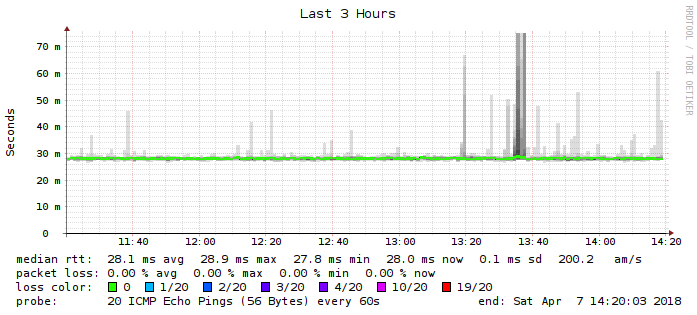 Last 3 Hours
RRDTOOL / TOBI OETIKER
Seconds
70 m
60 m
50 m
40 m
30 m
20 m
10 m
0
11:40 12:00 12:20 12:40 13:00 13:20 13:40 14:00 14:20
median rtt: 28.1 ms avg 28.9 ms max 27.8 ms min 28.0 ms now 0.1 ms sd 200.2 am/s
packet loss: 0.00 % avg 0.00 % max 0.00 % min 0.00 % now
loss color: 0 1/20 2/20 3/20 4/20 10/20 19/20
probe: 20 ICMP Echo Pings (56 Bytes) every 60s end: Sat Apr 7 14:20:03 2018